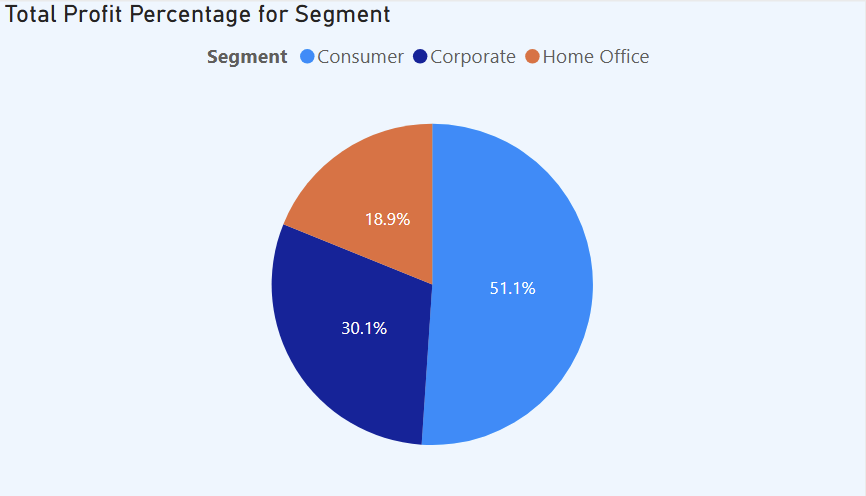 Total Profit Percentage for Segment
Segment Consumer Corporate Home Office
18.9%
51.1%
30.1%